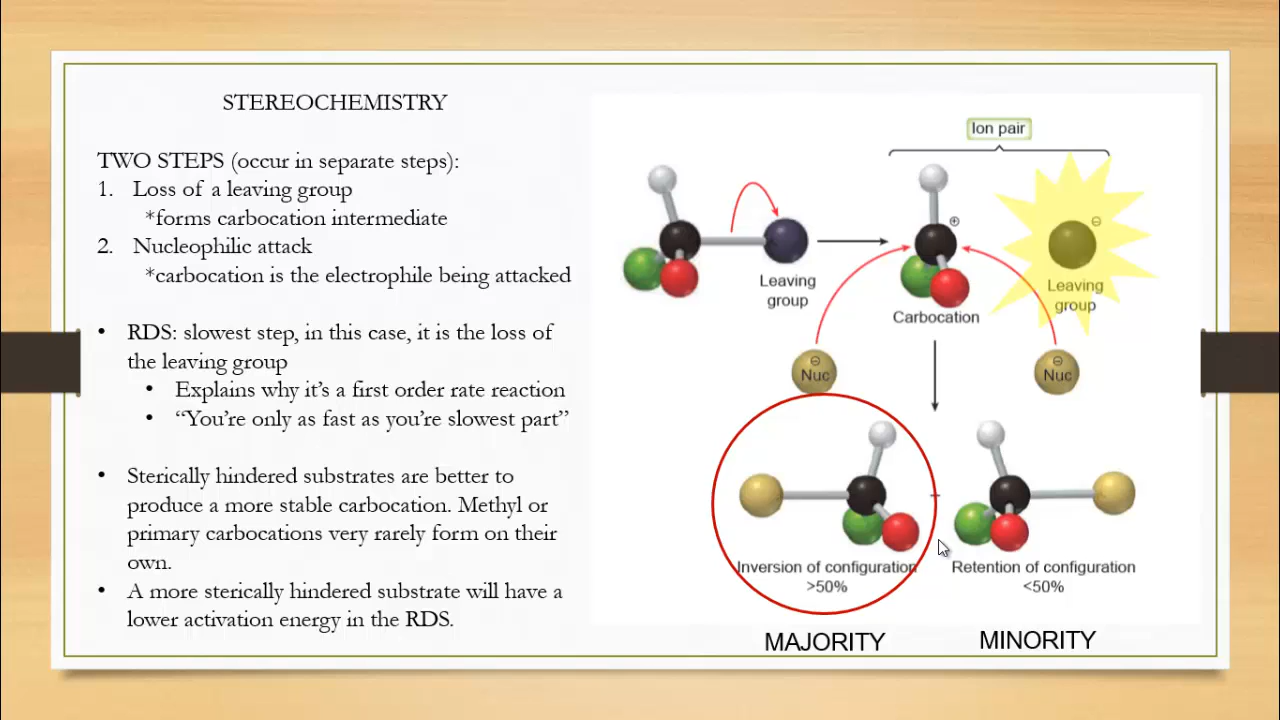 STEREOCHEMISTRY
TWO STEPS (occur in separate steps):
1. Loss of a leaving group
*forms carbocation intermediate
2. Nucleophilic attack
*carbocation is the electrophile being attacked
• RDS: slowest step, in this case, it is the loss of
the leaving group
• Explains why it’s a first order rate reaction
• “You’re only as fast as you’re slowest part”
• Sterically hindered substrates are better to
produce a more stable carbocation. Methyl or
primary carbocations very rarely form on their
own.
• A more sterically hindered substrate will have a
lower activation energy in the RDS.
Ion pair
⊕
⊖
Leaving
group
Carbocation
Leaving
group
⊖
Nuc
⊖
Nuc
+
Inversion of configuration
>50%
Retention of configuration
<50%
MAJORITY
MINORITY